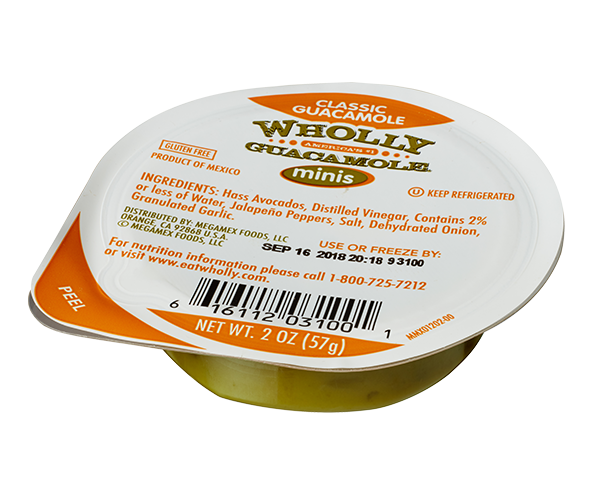 CLASSIC
GUACAMOLE
WHOLLY
AMERICA'S #1
GUACAMOLE
minis
GLUTEN FREE
PRODUCT OF MEXICO
U KEEP REFRIGERATED
INGREDIENTS: Hass Avocados, Distilled Vinegar, Contains 2%
or less of Water, Jalapeño Peppers, Salt, Dehydrated Onion,
Granulated Garlic.
DISTRIBUTED BY: MEGAMEX FOODS, LLC
ORANGE, CA 92868 U.S.A.
© MEGAMEX FOODS, LLC
USE OR FREEZE BY:
SEP 16 2018 20:18 93100
For nutrition information please call 1-800-725-7212
or visit www.eatwholly.com.
PEEL
6 16112 03100 1
NET WT. 2 OZ (57g)
MMX01202-00